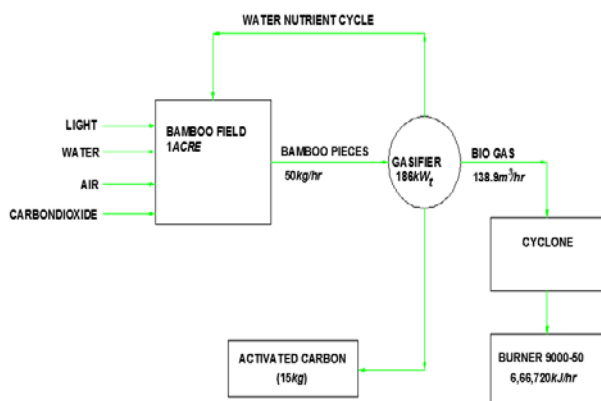 WATER NUTRIENT CYCLE
LIGHT
WATER
AIR
CARBONDIOXIDE
BAMBOO FIELD
1ACRE
BAMBOO PIECES
50kg/hr
GASIFIER
186kWt
BIO GAS
138.9m³/hr
CYCLONE
ACTIVATED CARBON
(15kg)
BURNER 9000-50
6,66,720kJ/hr